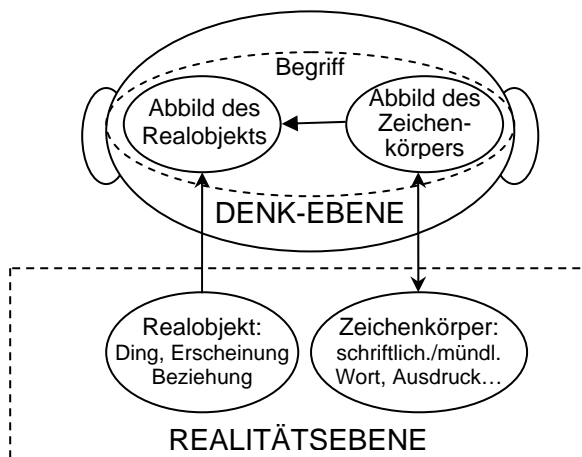 Begriff
Abbild des
Realobjekts
Abbild des
Zeichen-
körpers
DENK-EBENE
Realobjekt:
Ding, Erscheinung
Beziehung
Zeichenkörper:
schriftlich./mündl.
Wort, Ausdruck…
REALITÄTSEBENE